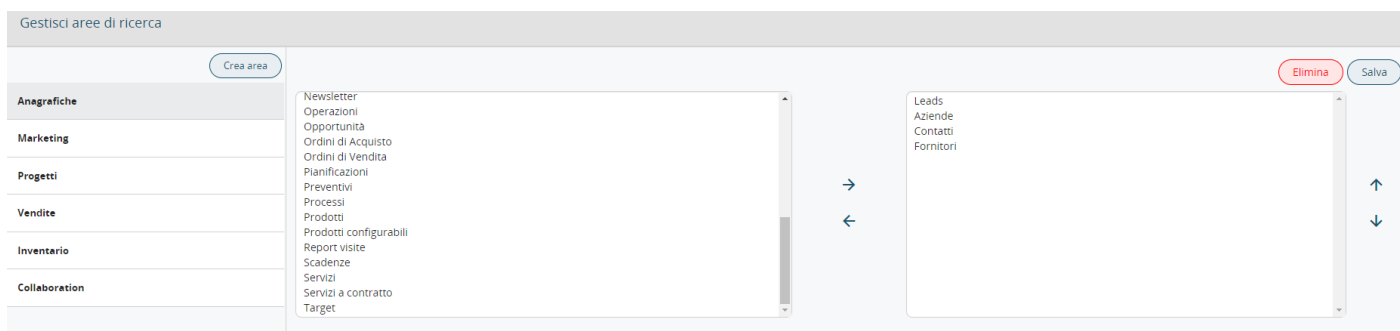 Gestisci aree di ricerca
Crea area
Elimina
Salva
Anagrafiche
Marketing
Progetti
Vendite
Inventario
Collaboration
Newsletter
Operazioni
Opportunità
Ordini di Acquisto
Ordini di Vendita
Pianificazioni
Preventivi
Processi
Prodotti
Prodotti configurabili
Report visite
Scadenze
Servizi
Servizi a contratto
Target
Leads
Aziende
Contatti
Fornitori